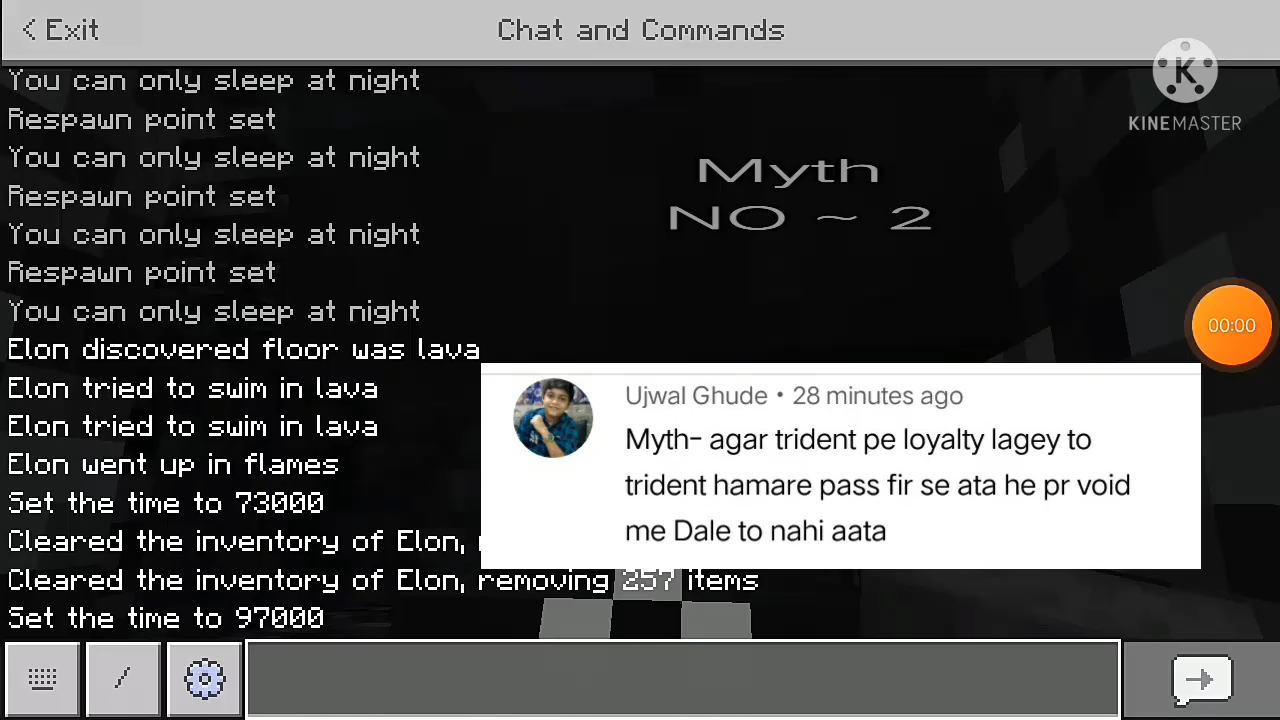 < Exit
Chat and Commands
You can only sleep at night
Respawn point set
You can only sleep at night
Respawn point set
You can only sleep at night
Respawn point set
You can only sleep at night
Elon discovered floor was lava
Elon tried to swim in lava
Elon tried to swim in lava
Elon went up in flames
Set the time to 73000
Cleared the inventory of Elon,
Cleared the inventory of Elon, removing 257 items
Set the time to 97000
K
KINEMASTER
Myth
NO ~ 2
00:00
Ujwal Ghude • 28 minutes ago
Myth- agar trident pe loyalty lagey to
trident hamare pass fir se ata he pr void
me Dale to nahi aata
/